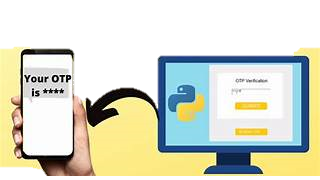 Your OTP
is ****
OTP Verification